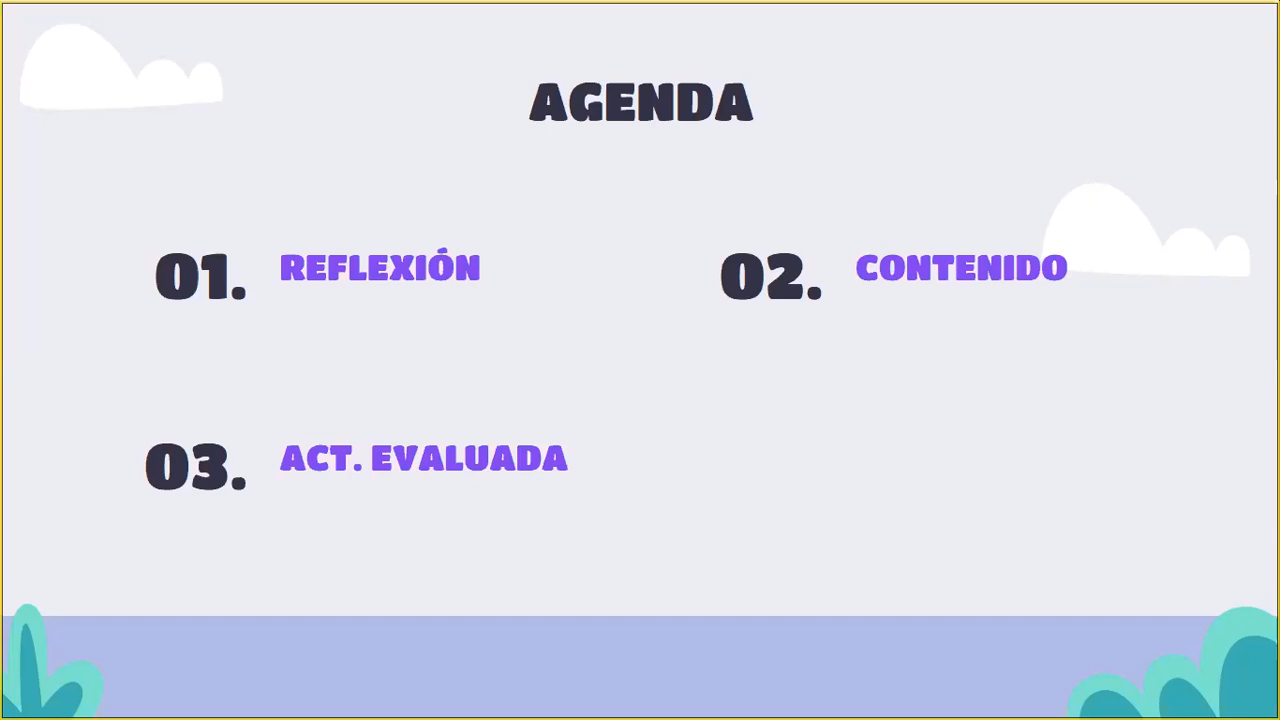 AGENDA
01. REFLEXIÓN
02. CONTENIDO
03. ACT. EVALUADA